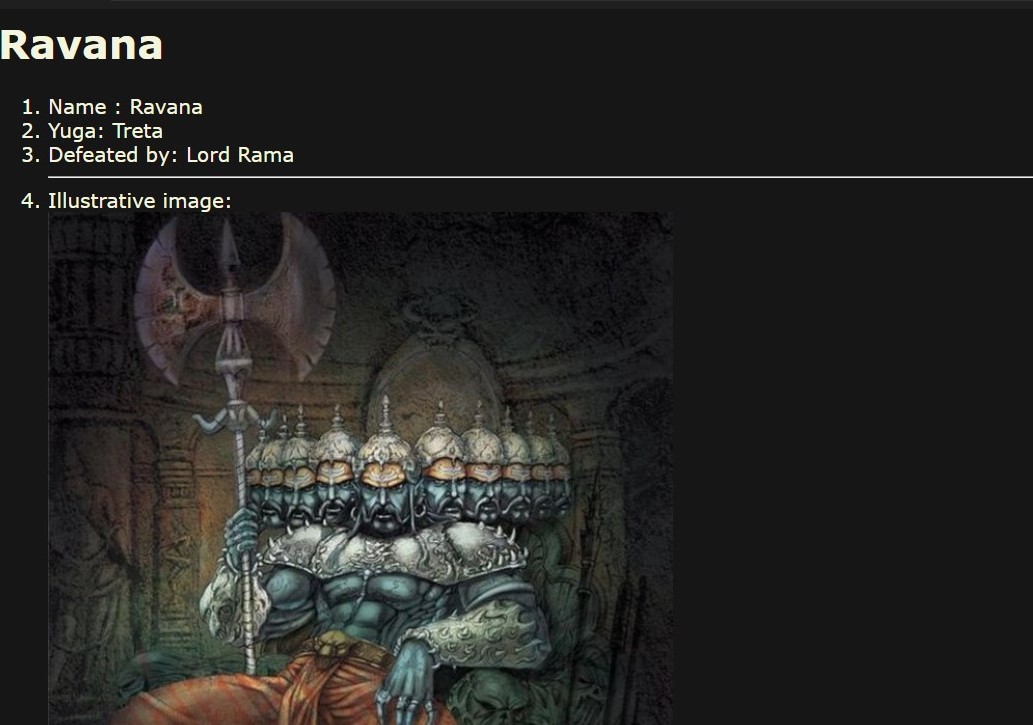 Ravana
1. Name : Ravana
2. Yuga: Treta
3. Defeated by: Lord Rama
4. Illustrative image: